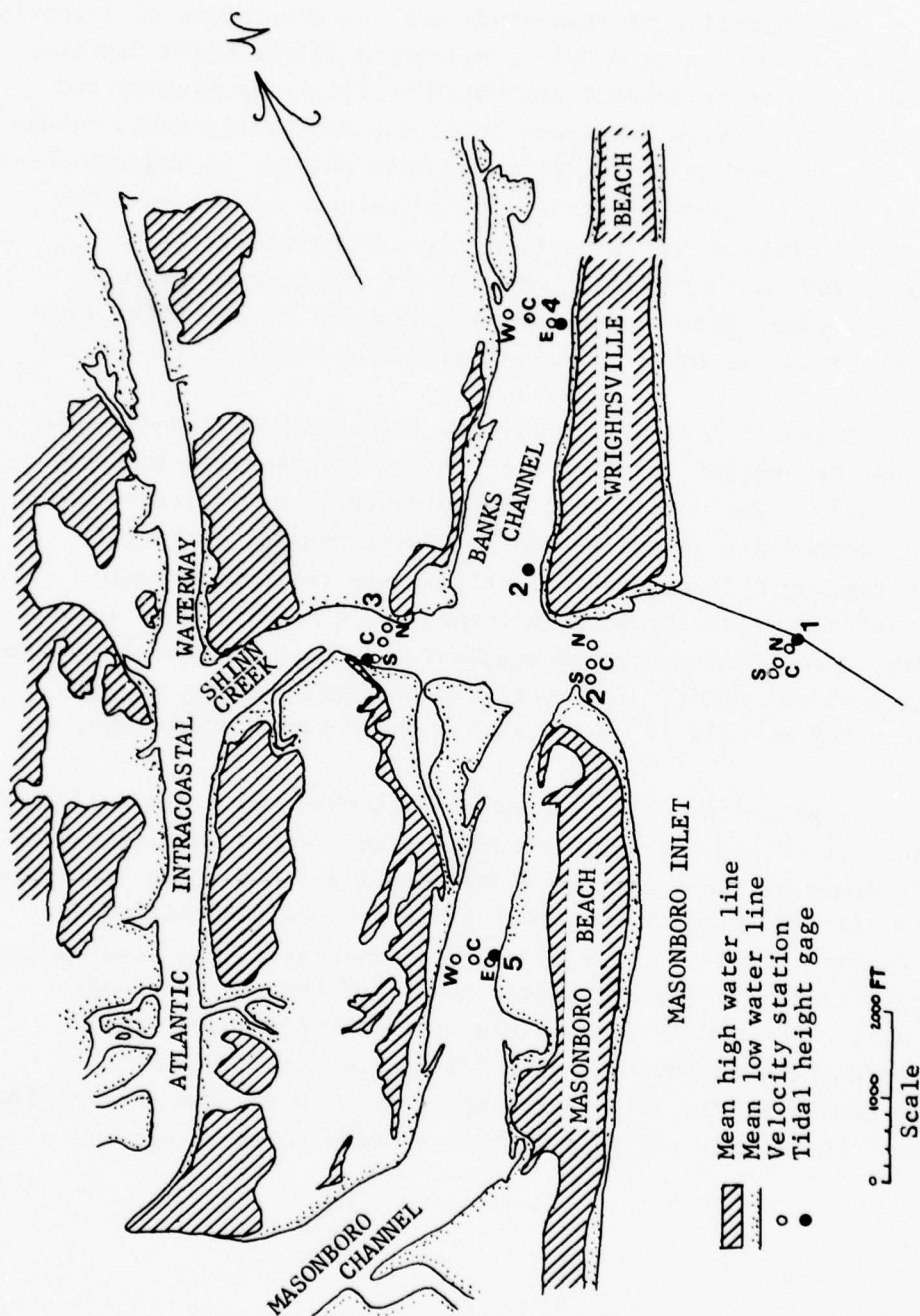 N
ATLANTIC INTRACOASTAL WATERWAY
SHINN
CREEK
BANKS
CHANNEL
WRIGHTSVILLE BEACH
MASONBORO
CHANNEL
MASONBORO BEACH
MASONBORO INLET
W
C
E
4
3
C
N
S
2
S
N
C
2
S
N
C
1
W
C
E
5
Mean high water line
Mean low water line
Velocity station
Tidal height gage
0 1000 2000 FT
Scale